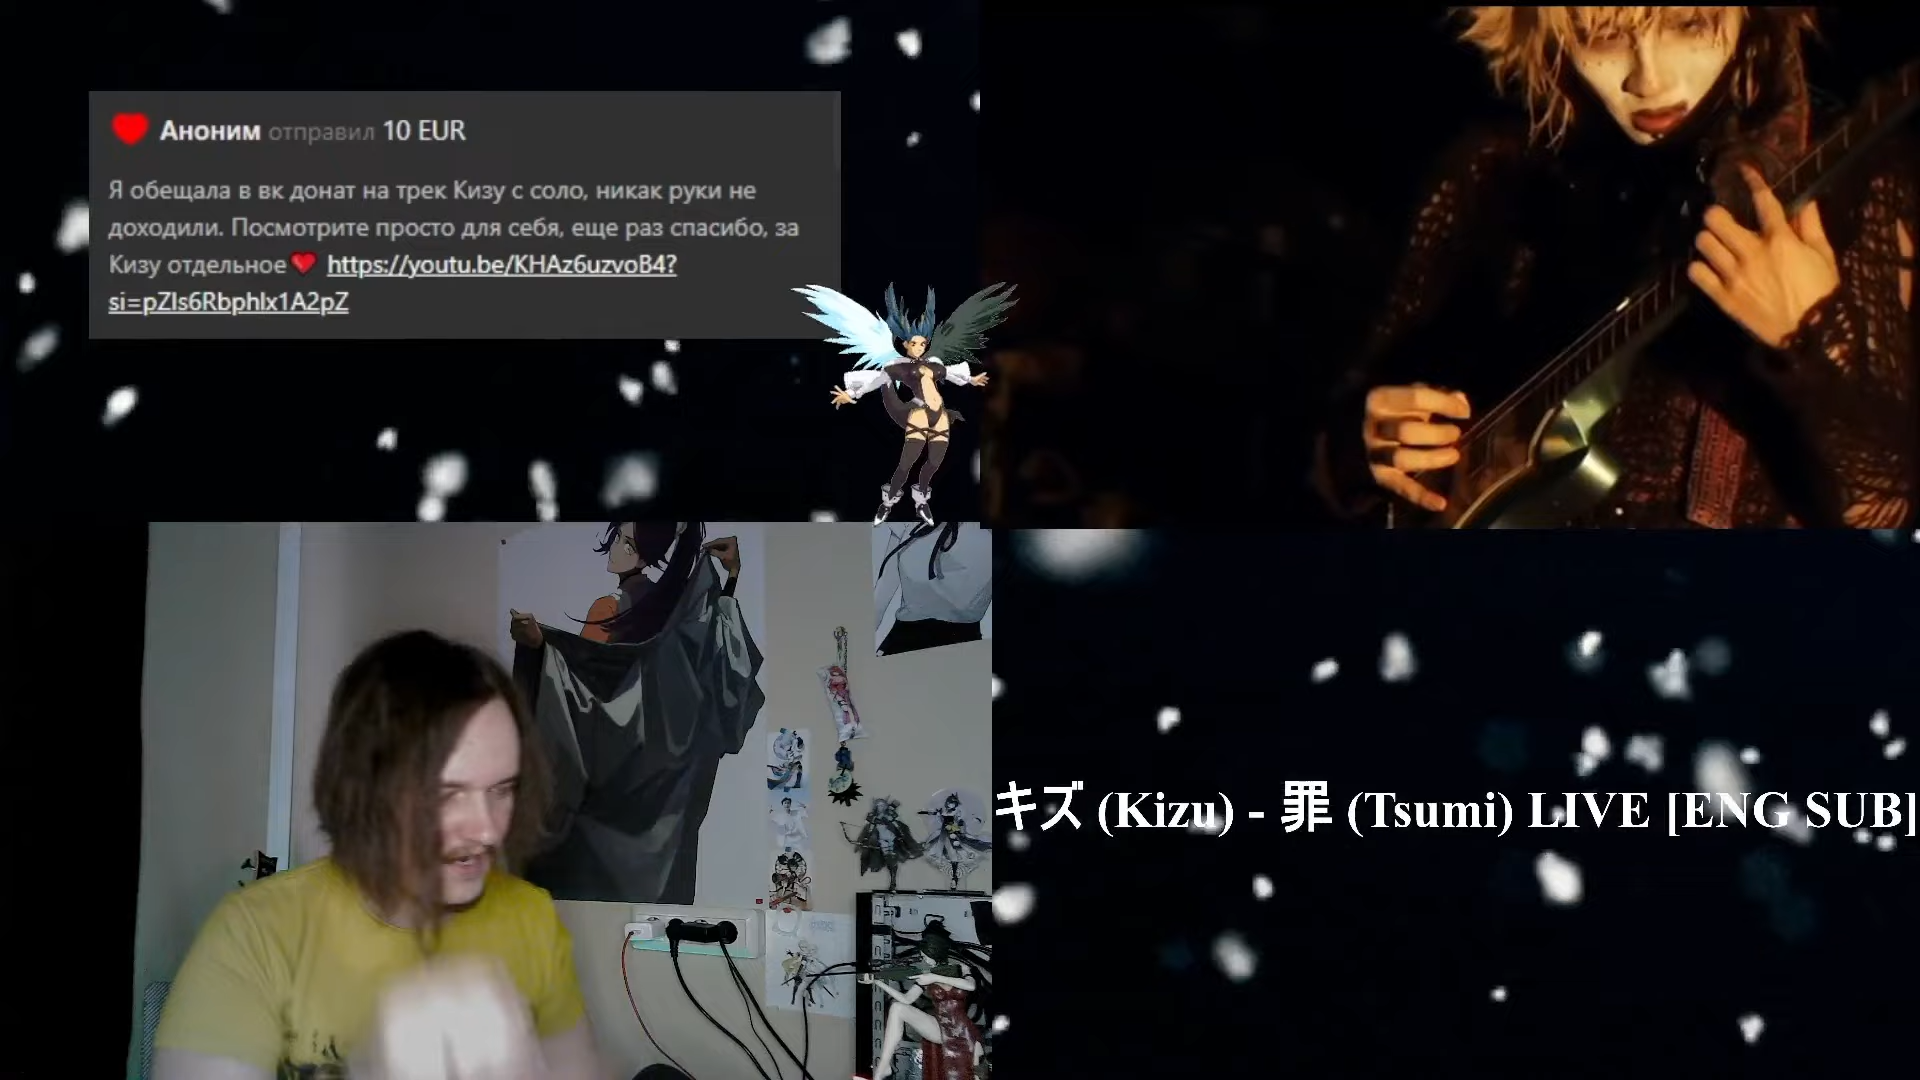 Аноним отправил 10 EUR
Я обещала в вк донат на трек Кизу с соло, никак руки не
доходили. Посмотрите просто для себя, еще раз спасибо, за
Кизу отдельное❤ https://youtu.be/KHAz6uzvoB4?
si=pZIs6Rbphlx1A2pZ
キズ (Kizu) - 罪 (Tsumi) LIVE [ENG SUB]